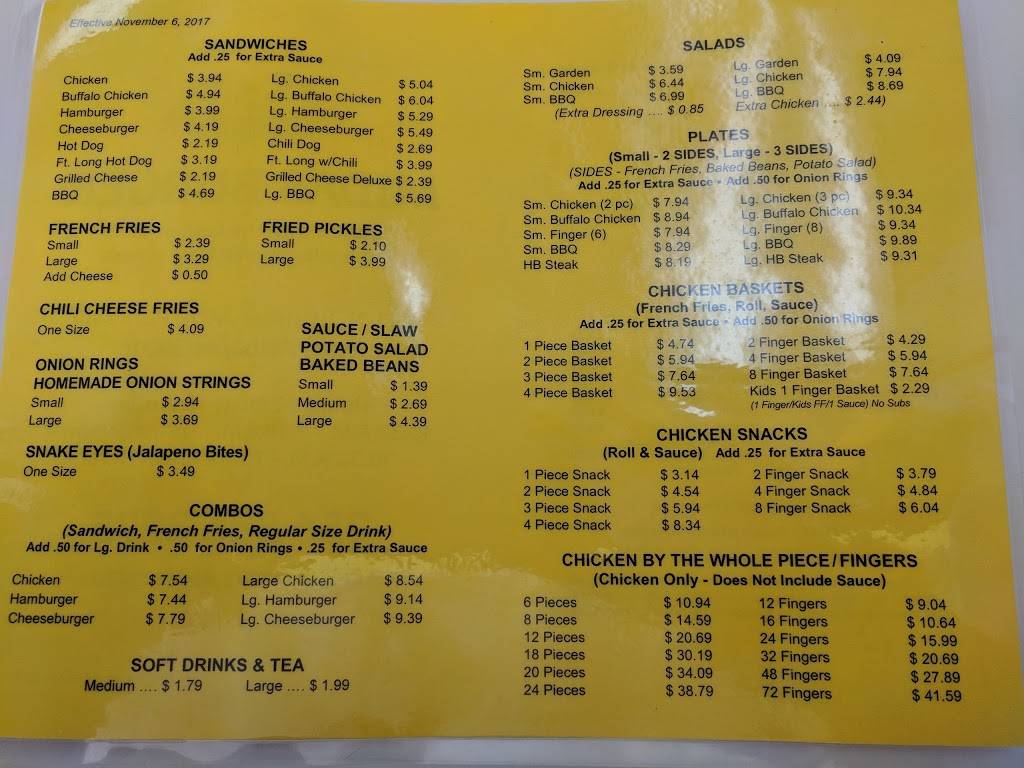 Effective November 6, 2017
SANDWICHES
Add .25 for Extra Sauce
Chicken $ 3.94 Lg. Chicken $ 5.04
Buffalo Chicken $ 4.94 Lg. Buffalo Chicken $ 6.04
Hamburger $ 3.99 Lg. Hamburger $ 5.29
Cheeseburger $ 4.19 Lg. Cheeseburger $ 5.49
Hot Dog $ 2.19 Chili Dog $ 2.69
Ft. Long Hot Dog $ 3.19 Ft. Long w/Chili $ 3.99
Grilled Cheese $ 2.19 Grilled Cheese Deluxe $ 2.39
BBQ $ 4.69 Lg. BBQ $ 5.69
FRENCH FRIES
Small $ 2.39
Large $ 3.29
Add Cheese $ 0.50
FRIED PICKLES
Small $ 2.10
Large $ 3.99
CHILI CHEESE FRIES
One Size $ 4.09
ONION RINGS
HOMEMADE ONION STRINGS
Small $ 2.94
Large $ 3.69
SAUCE / SLAW
POTATO SALAD
BAKED BEANS
Small $ 1.39
Medium $ 2.69
Large $ 4.39
SNAKE EYES (Jalapeno Bites)
One Size $ 3.49
COMBOS
(Sandwich, French Fries, Regular Size Drink)
Add .50 for Lg. Drink • .50 for Onion Rings • .25 for Extra Sauce
Chicken $ 7.54 Large Chicken $ 8.54
Hamburger $ 7.44 Lg. Hamburger $ 9.14
Cheeseburger $ 7.79 Lg. Cheeseburger $ 9.39
SOFT DRINKS & TEA
Medium .... $ 1.79 Large .... $ 1.99
SALADS
Sm. Garden $ 3.59 Lg. Garden $ 4.09
Sm. Chicken $ 6.44 Lg. Chicken $ 7.94
Sm. BBQ $ 6.99 Lg. BBQ $ 8.69
(Extra Dressing .... $ 0.85 Extra Chicken .... $ 2.44)
PLATES
(Small - 2 SIDES, Large - 3 SIDES)
(SIDES - French Fries, Baked Beans, Potato Salad)
Add .25 for Extra Sauce • Add .50 for Onion Rings
Sm. Chicken (2 pc) $ 7.94 Lg. Chicken (3 pc) $ 9.34
Sm. Buffalo Chicken $ 8.94 Lg. Buffalo Chicken $ 10.34
Sm. Finger (6) $ 7.94 Lg. Finger (8) $ 9.34
Sm. BBQ $ 8.29 Lg. BBQ $ 9.89
HB Steak $ 8.19 Lg. HB Steak $ 9.31
CHICKEN BASKETS
(French Fries, Roll, Sauce)
Add .25 for Extra Sauce • Add .50 for Onion Rings
1 Piece Basket $ 4.74 2 Finger Basket $ 4.29
2 Piece Basket $ 5.94 4 Finger Basket $ 5.94
3 Piece Basket $ 7.64 8 Finger Basket $ 7.64
4 Piece Basket $ 9.53 Kids 1 Finger Basket $ 2.29
(1 Finger/Kids FF/1 Sauce) No Subs
CHICKEN SNACKS
(Roll & Sauce) Add .25 for Extra Sauce
1 Piece Snack $ 3.14 2 Finger Snack $ 3.79
2 Piece Snack $ 4.54 4 Finger Snack $ 4.84
3 Piece Snack $ 5.94 8 Finger Snack $ 6.04
4 Piece Snack $ 8.34
CHICKEN BY THE WHOLE PIECE/FINGERS
(Chicken Only - Does Not Include Sauce)
6 Pieces $ 10.94 12 Fingers $ 9.04
8 Pieces $ 14.59 16 Fingers $ 10.64
12 Pieces $ 20.69 24 Fingers $ 15.99
18 Pieces $ 30.19 32 Fingers $ 20.69
20 Pieces $ 34.09 48 Fingers $ 27.89
24 Pieces $ 38.79 72 Fingers $ 41.59